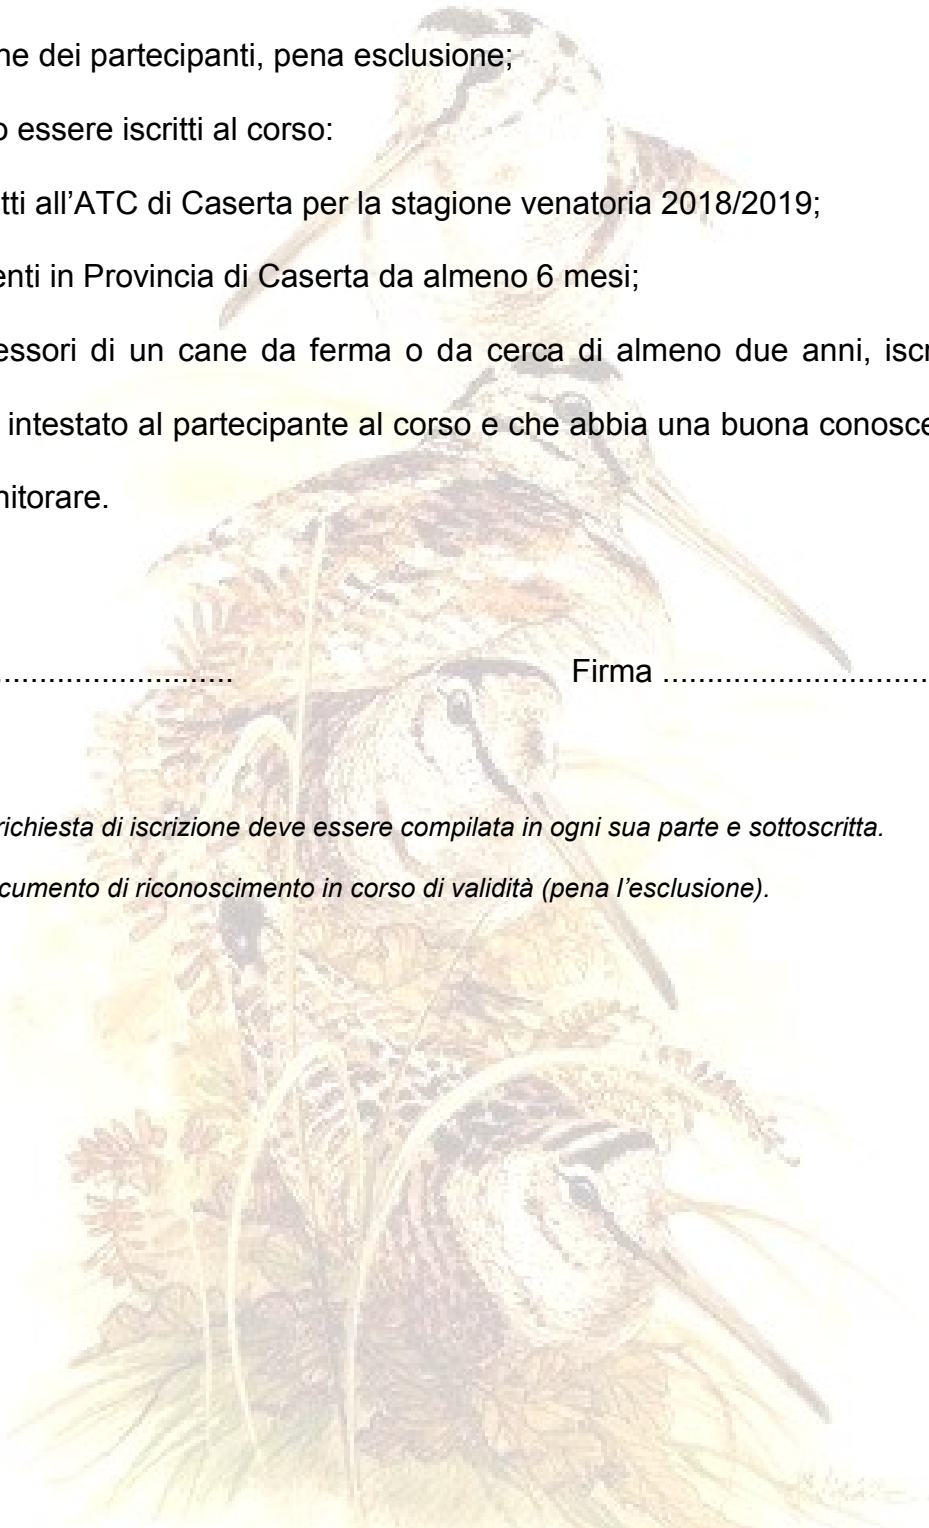 ne dei partecipanti, pena esclusione;
o essere iscritti al corso:
tti all’ATC di Caserta per la stagione venatoria 2018/2019;
enti in Provincia di Caserta da almeno 6 mesi;
essori di un cane da ferma o da cerca di almeno due anni, iscr
intestato al partecipante al corso e che abbia una buona conosce
nitorare.
........................... Firma ..............................
richiesta di iscrizione deve essere compilata in ogni sua parte e sottoscritta.
cumento di riconoscimento in corso di validità (pena l’esclusione).